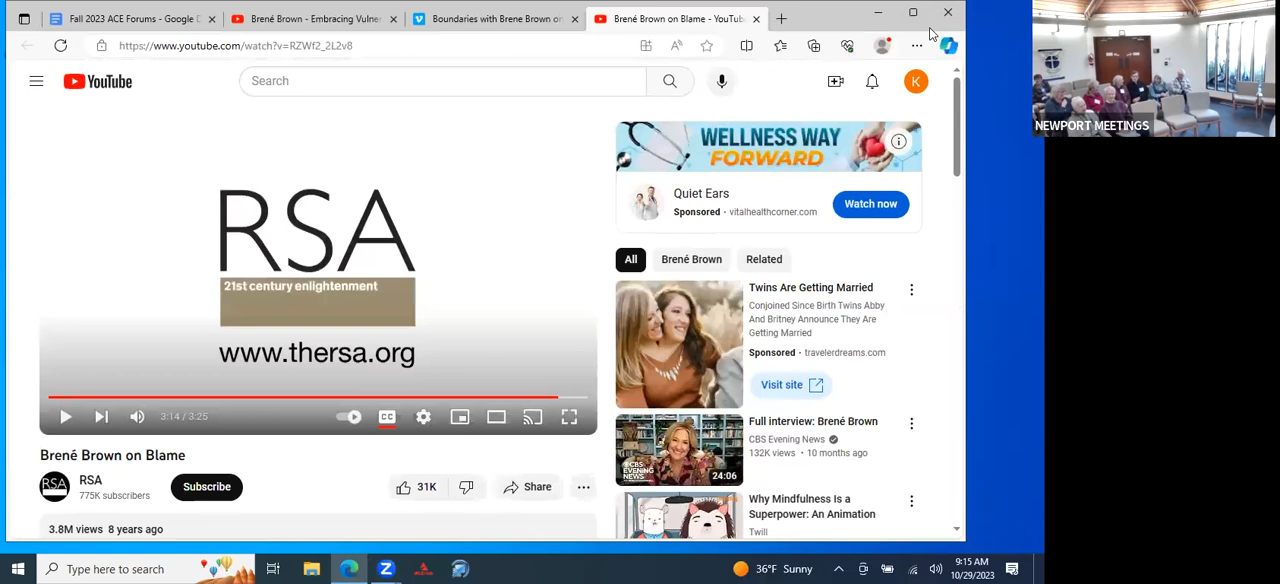 Fall 2023 ACE Forums - Google D
Brené Brown - Embracing Vulner
Boundaries with Brene Brown on
Brené Brown on Blame - YouTub
https://www.youtube.com/watch?v=RZWf2_2L2v8
YouTube
Search
K
NEWPORT MEETINGS
RSA
21st century enlightenment
www.thersa.org
3:14 / 3:25
CC
Brené Brown on Blame
RSA
RSA
775K subscribers
Subscribe
31K
Share
3.8M views 8 years ago
WELLNESS WAY
FORWARD
Quiet Ears
Sponsored · vitalhealthcorner.com
Watch now
All
Brené Brown
Related
Twins Are Getting Married
Conjoined Since Birth Twins Abby
And Britney Announce They Are
Getting Married
Sponsored · travelerdreams.com
Visit site
Full interview: Brené Brown
CBS Evening News
132K views · 10 months ago
CBS EVENING NEWS
24:06
Why Mindfulness Is a
Superpower: An Animation
Twill
Type here to search
36°F Sunny
9:15 AM
10/29/2023